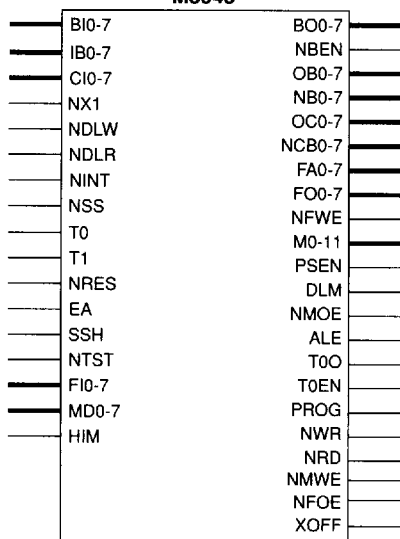 BI0-7
IB0-7
CI0-7
NX1
NDLW
NDLR
NINT
NSS
T0
T1
NRES
EA
SSH
NTST
FI0-7
MD0-7
HIM
BO0-7
NBEN
OB0-7
NB0-7
OC0-7
NCB0-7
FA0-7
FO0-7
NFWE
M0-11
PSEN
DLM
NMOE
ALE
T0O
T0EN
PROG
NWR
NRD
NMWE
NFOE
XOFF